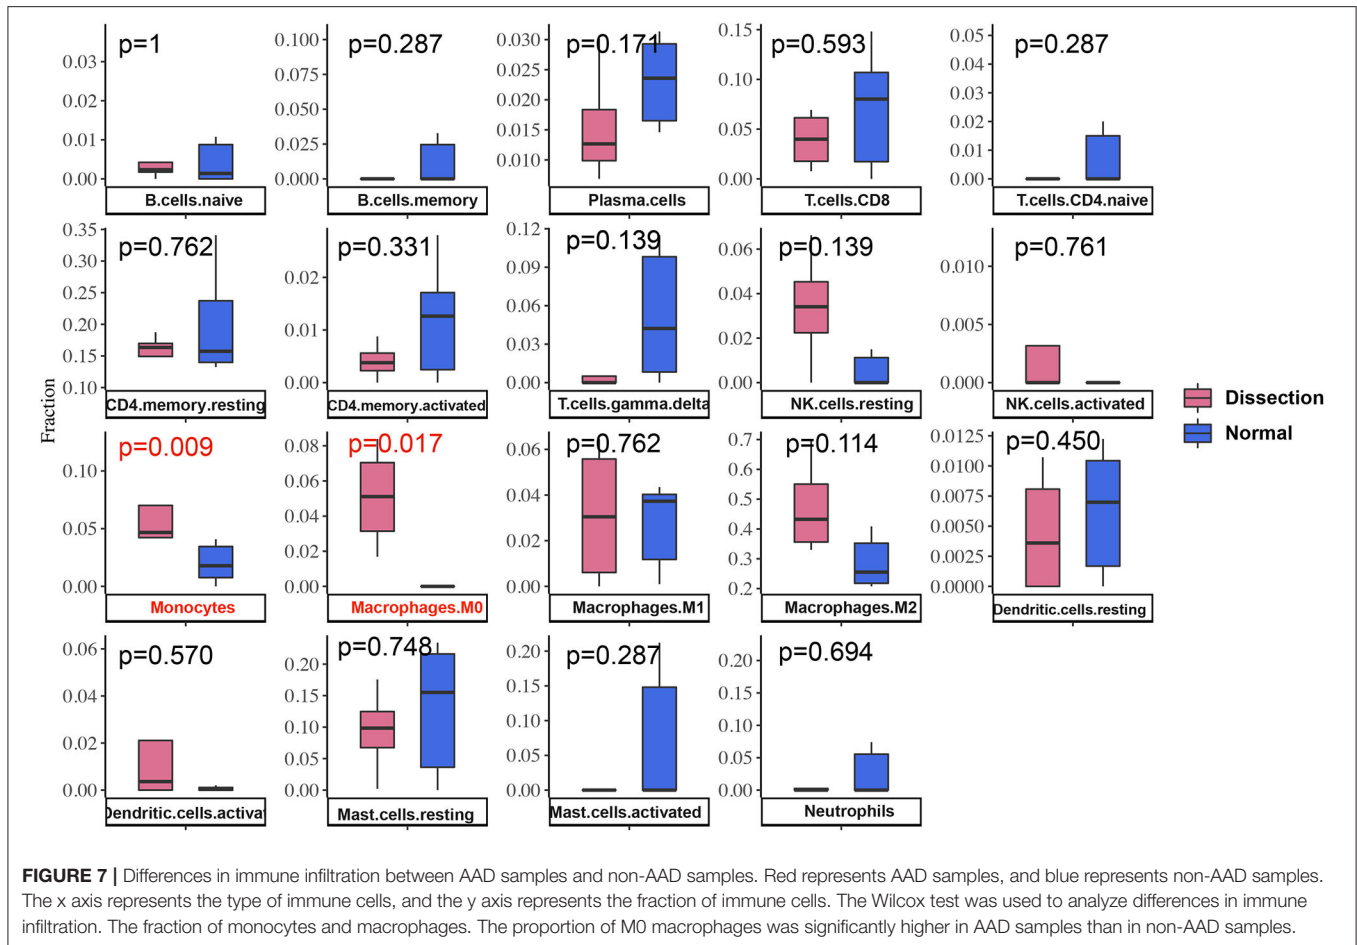 p=1
p=0.287
p=0.171
p=0.593
p=0.287
0.03
0.02
0.01
0.00
0.100
0.075
0.050
0.025
0.000
0.030
0.025
0.020
0.015
0.010
0.15
0.10
0.05
0.00
0.05
0.04
0.03
0.02
0.01
0.00
B.cells.naive
B.cells.memory
Plasma.cells
T.cells.CD8
T.cells.CD4.naive
p=0.762
p=0.331
p=0.139
p=0.139
p=0.761
0.35
0.30
0.25
0.20
0.15
0.10
0.02
0.01
0.00
0.12
0.09
0.06
0.03
0.00
0.06
0.04
0.02
0.00
0.010
0.005
0.000
CD4.memory.resting
CD4.memory.activated
T.cells.gamma.delta
NK.cells.resting
NK.cells.activated
Fraction
p=0.009
p=0.017
p=0.762
p=0.114
p=0.450
0.10
0.05
0.00
0.08
0.06
0.04
0.02
0.00
0.06
0.04
0.02
0.00
0.7
0.6
0.5
0.4
0.3
0.2
0.0125
0.0100
0.0075
0.0050
0.0025
0.0000
Monocytes
Macrophages.M0
Macrophages.M1
Macrophages.M2
Dendritic.cells.resting
p=0.570
p=0.748
p=0.287
p=0.694
0.06
0.04
0.02
0.00
0.20
0.15
0.10
0.05
0.00
0.20
0.15
0.10
0.05
0.00
0.20
0.15
0.10
0.05
0.00
Dendritic.cells.activa
Mast.cells.resting
Mast.cells.activated
Neutrophils
Dissection
Normal
FIGURE 7 | Differences in immune infiltration between AAD samples and non-AAD samples. Red represents AAD samples, and blue represents non-AAD samples.
The x axis represents the type of immune cells, and the y axis represents the fraction of immune cells. The Wilcox test was used to analyze differences in immune
infiltration. The fraction of monocytes and macrophages. The proportion of M0 macrophages was significantly higher in AAD samples than in non-AAD samples.